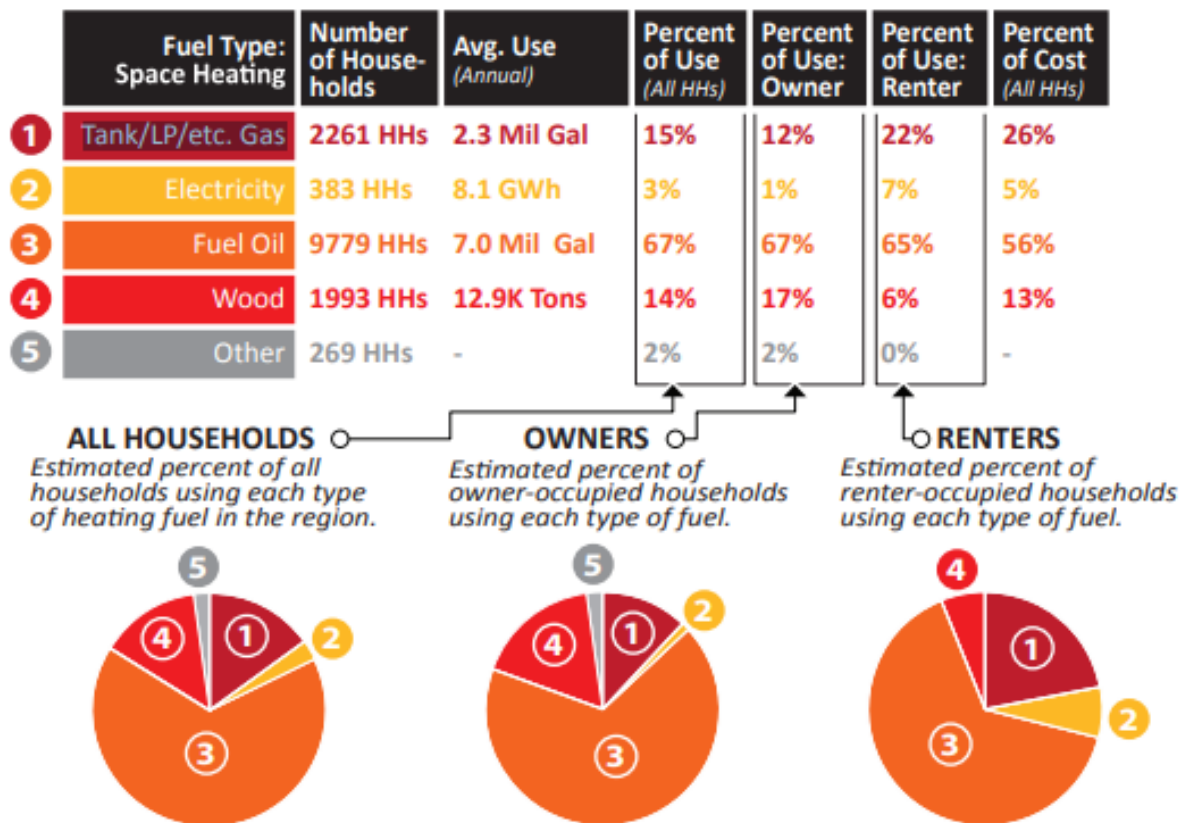 Fuel Type: Space Heating Number of House-holds Avg. Use (Annual) Percent of Use (All HHs) Percent of Use: Owner Percent of Use: Renter Percent of Cost (All HHs)
1 Tank/LP/etc. Gas 2261 HHs 2.3 Mil Gal 15% 12% 22% 26%
2 Electricity 383 HHs 8.1 GWh 3% 1% 7% 5%
3 Fuel Oil 9779 HHs 7.0 Mil Gal 67% 67% 65% 56%
4 Wood 1993 HHs 12.9K Tons 14% 17% 6% 13%
5 Other 269 HHs - 2% 2% 0% -
ALL HOUSEHOLDS
Estimated percent of all
households using each type
of heating fuel in the region.
OWNERS
Estimated percent of
owner-occupied households
using each type of fuel.
RENTERS
Estimated percent of
renter-occupied households
using each type of fuel.
5
4 1 2
3
5
4 1 2
3
4
1
2
3